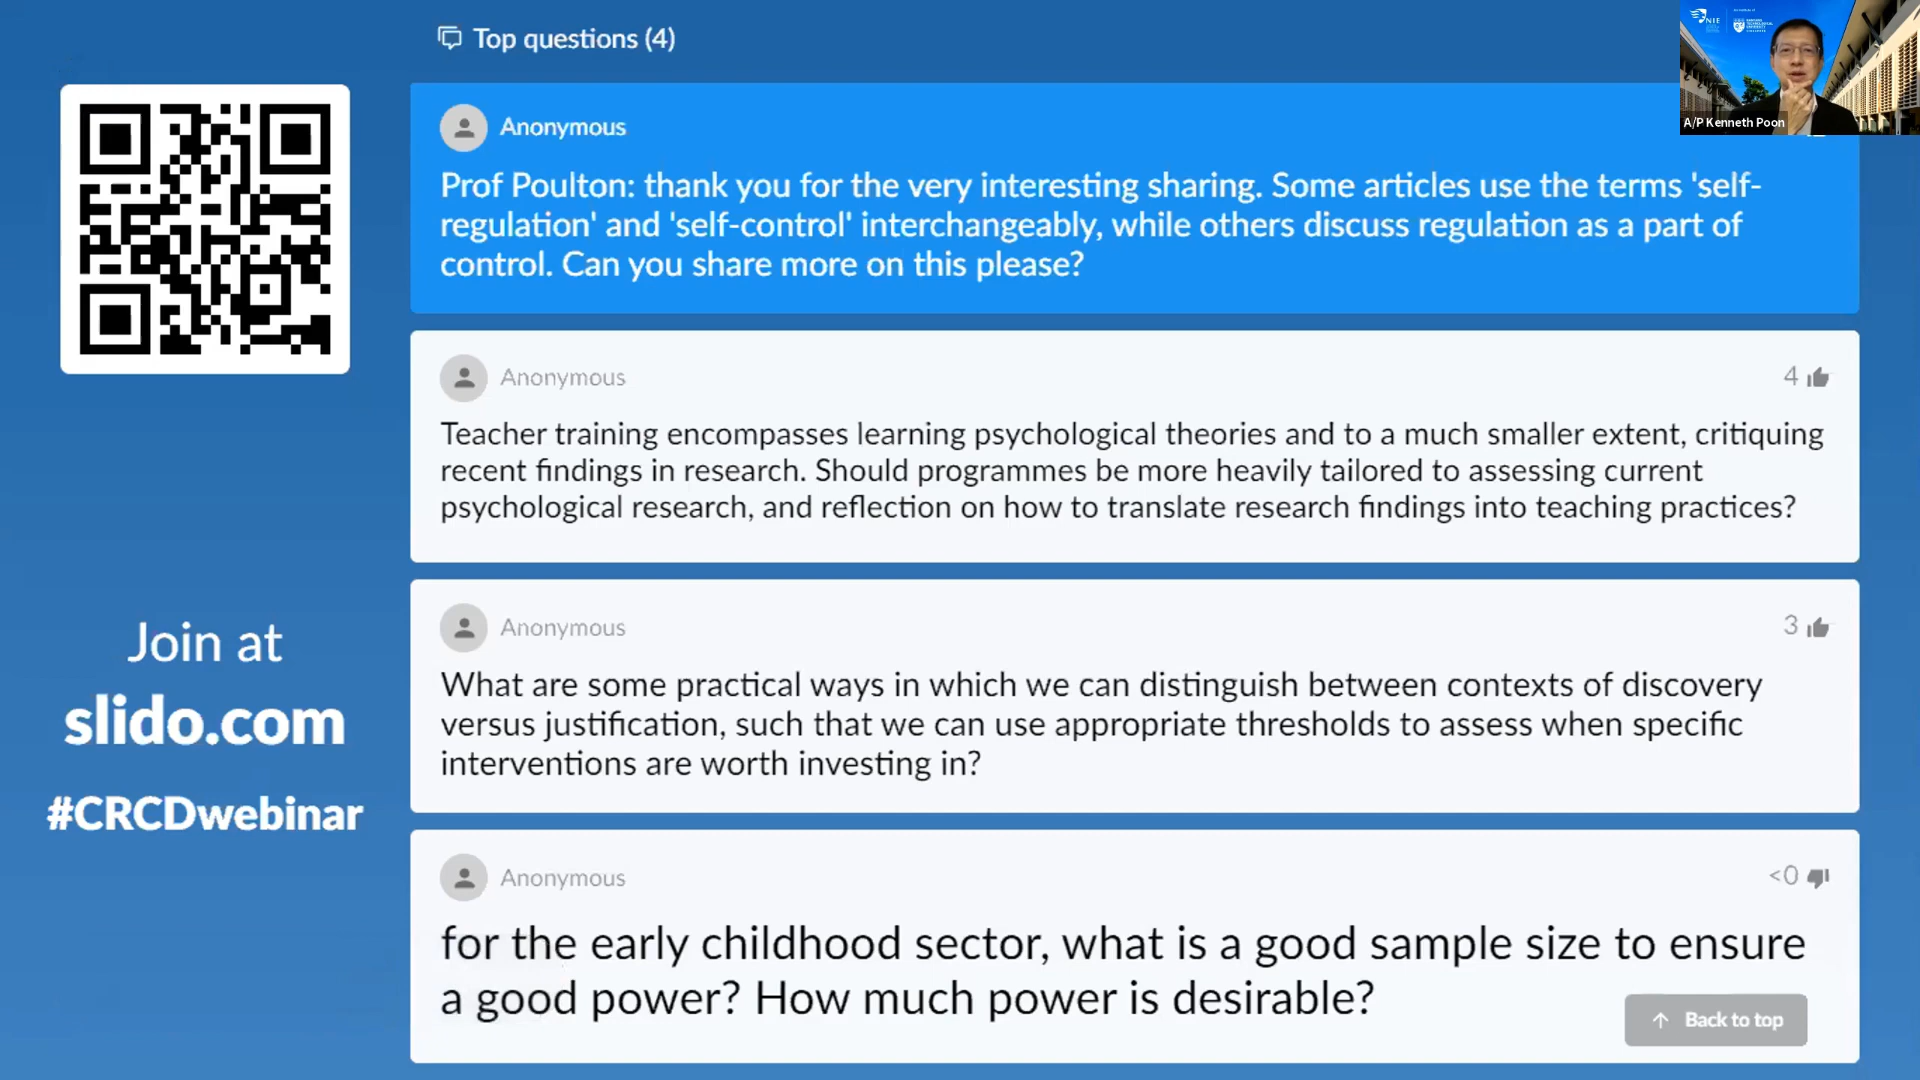 Top questions (4)
NIE
Anonymous
A/P Kenneth Poon
Prof Poulton: thank you for the very interesting sharing. Some articles use the terms 'self-
regulation' and 'self-control' interchangeably, while others discuss regulation as a part of
control. Can you share more on this please?
Anonymous
4
Teacher training encompasses learning psychological theories and to a much smaller extent, critiquing
recent findings in research. Should programmes be more heavily tailored to assessing current
psychological research, and reflection on how to translate research findings into teaching practices?
Join at
slido.com
#CRCDwebinar
Anonymous
3
What are some practical ways in which we can distinguish between contexts of discovery
versus justification, such that we can use appropriate thresholds to assess when specific
interventions are worth investing in?
Anonymous
<0
for the early childhood sector, what is a good sample size to ensure
a good power? How much power is desirable?
Back to top